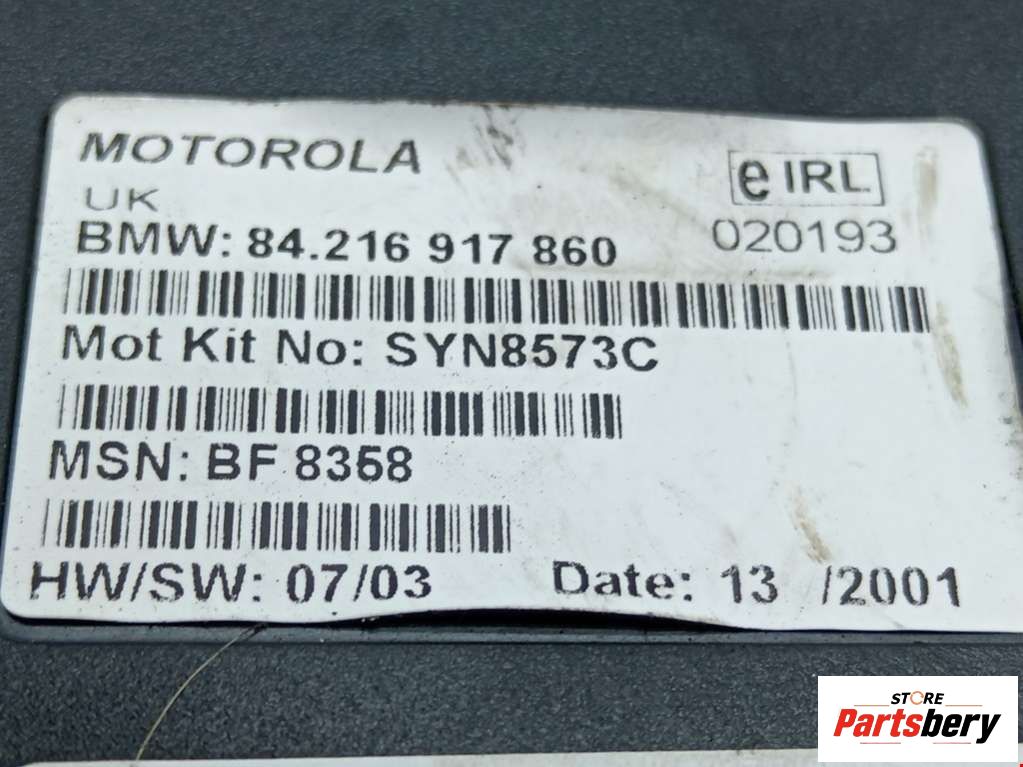 MOTOROLA
e IRL
UK
020193
BMW: 84.216 917 860
Mot Kit No: SYN8573C
MSN: BF 8358
HW/SW: 07/03 Date: 13 /2001
STORE
Partsbery